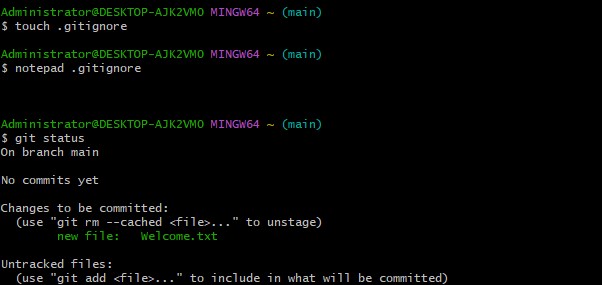 Administrator@DESKTOP-AJK2VMO MINGW64 ~ (main)
$ touch .gitignore
Administrator@DESKTOP-AJK2VMO MINGW64 ~ (main)
$ notepad .gitignore
Administrator@DESKTOP-AJK2VMO MINGW64 ~ (main)
$ git status
On branch main
No commits yet
Changes to be committed:
  (use "git rm --cached <file>..." to unstage)
        new file:   Welcome.txt
Untracked files:
  (use "git add <file>..." to include in what will be committed)